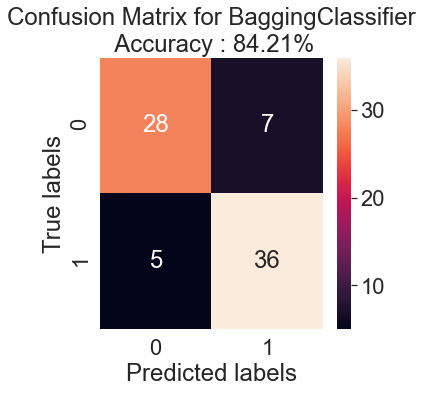 Confusion Matrix for BaggingClassifier
Accuracy : 84.21%
True labels
0
28
7
1
5
36
0
1
Predicted labels
30
20
10